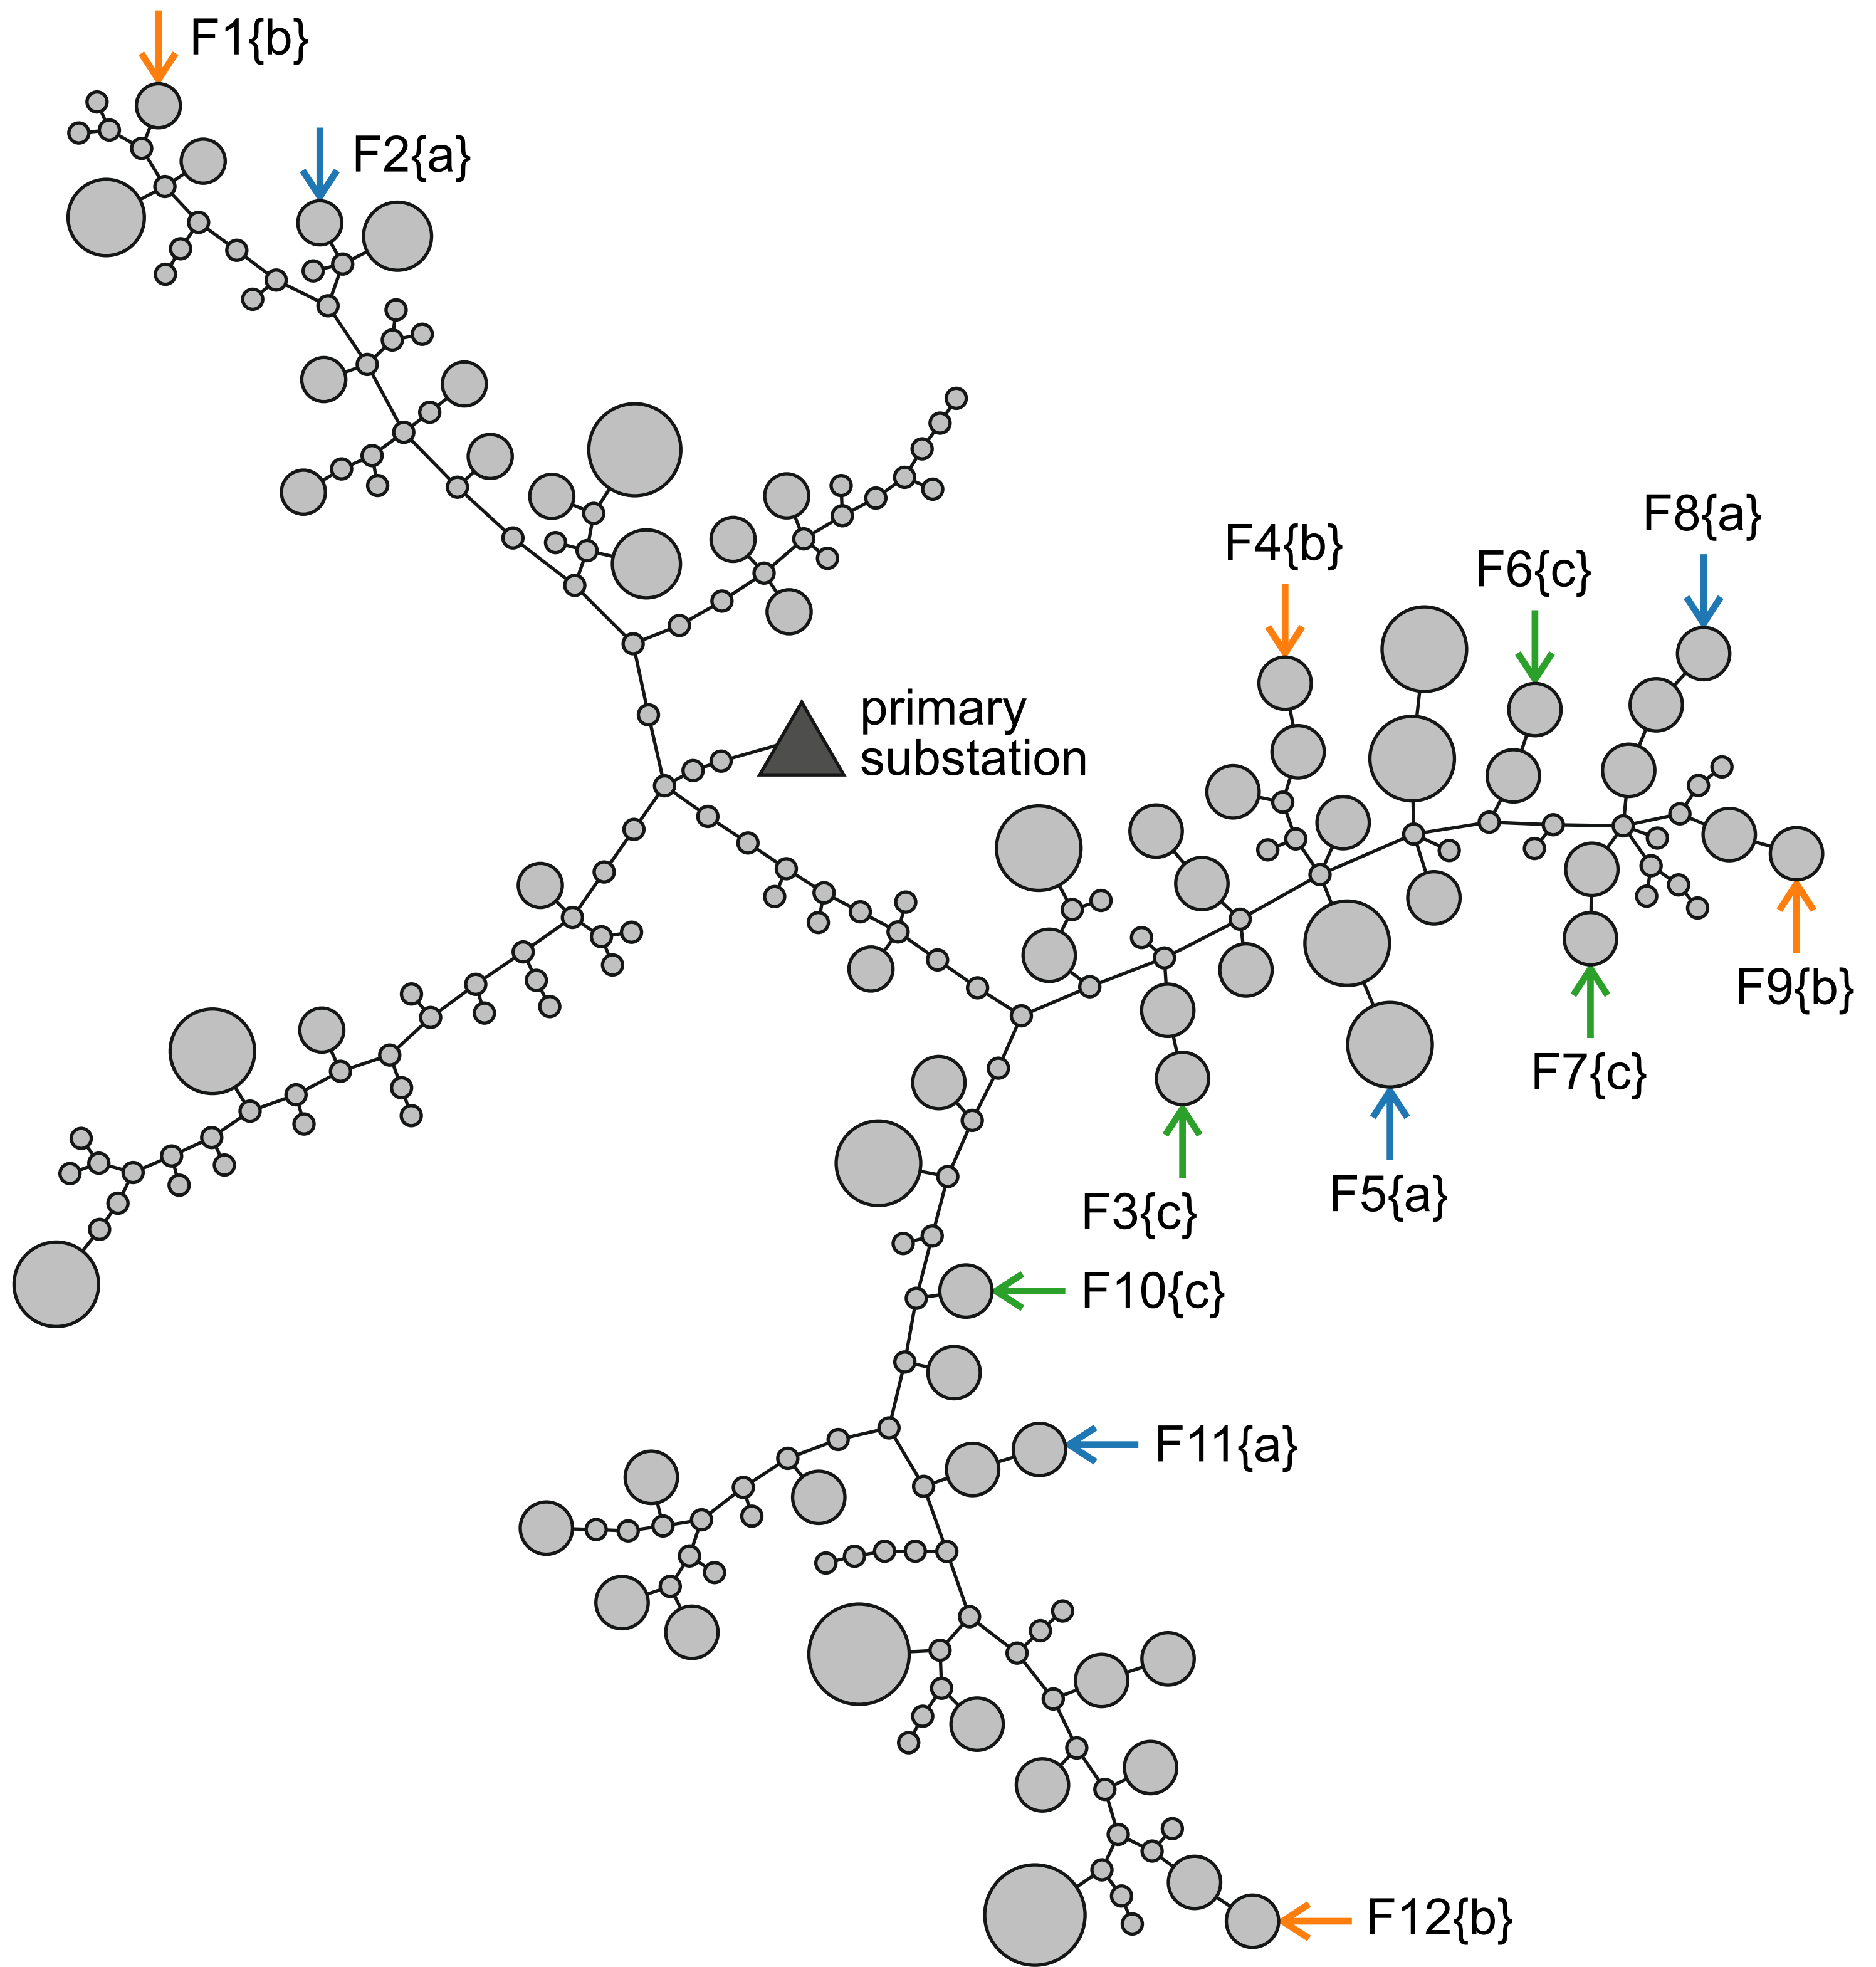 F1{b}
F2{a}
F8{a}
F4{b}
F6{c}
primary
substation
F9{b}
F7{c}
F5{a}
F3{c}
F10{c}
F11{a}
F12{b}